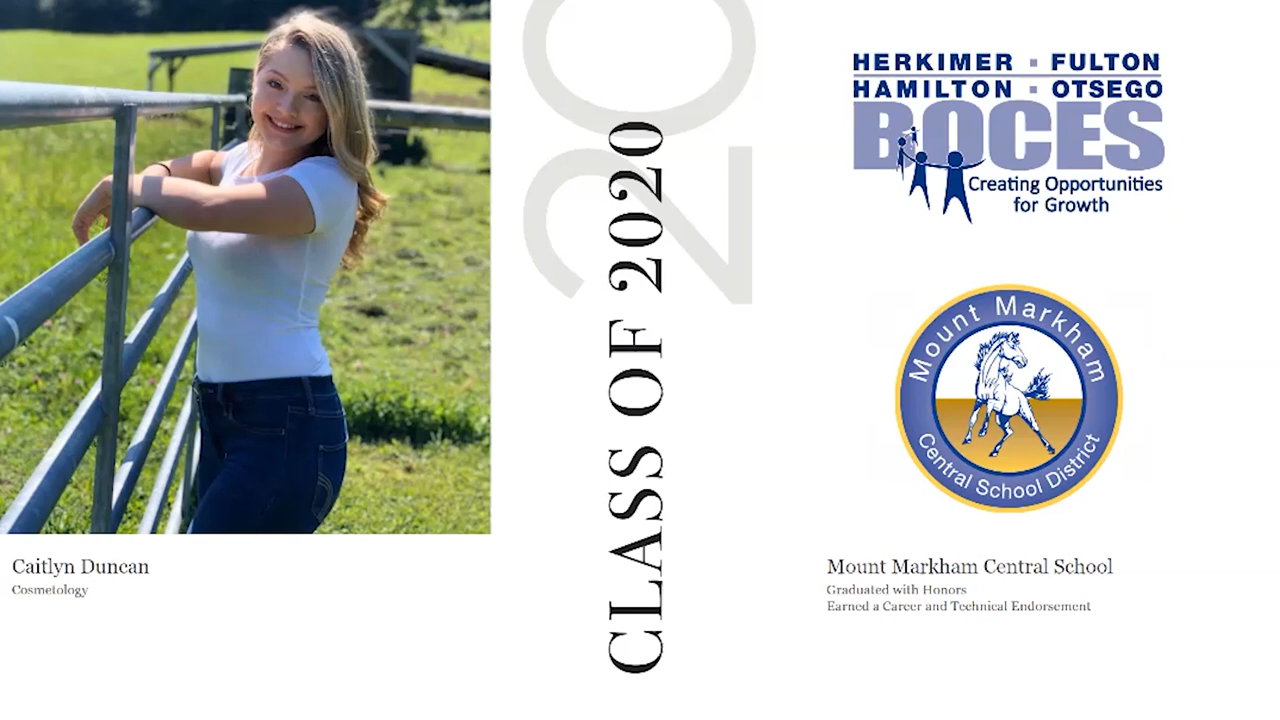 Caitlyn Duncan
Cosmetology
20
CLASS OF 2020
HERKIMER ▪ FULTON
HAMILTON ▪ OTSEGO
BOCES
Creating Opportunities
for Growth
Mount Markham
Central School District
Mount Markham Central School
Graduated with Honors
Earned a Career and Technical Endorsement